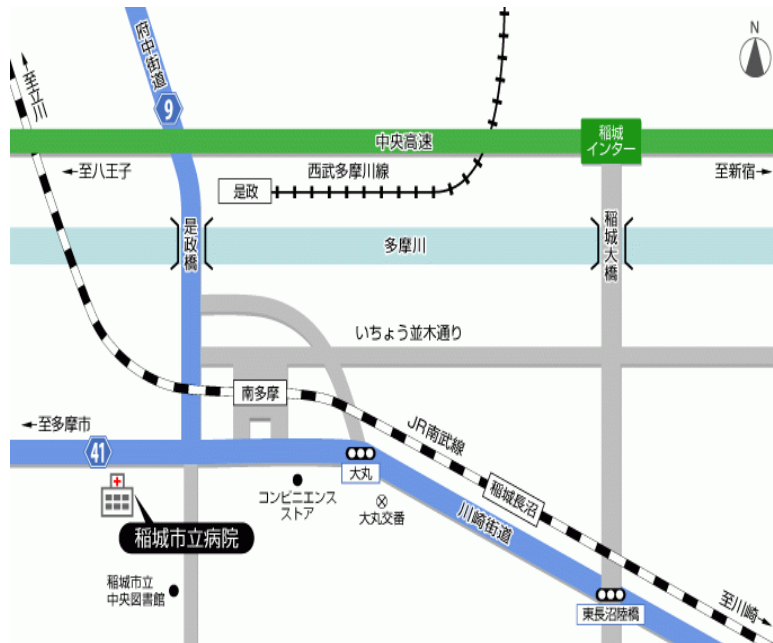 N
府中街道
至立川
9
中央高速
稲城
インター
至八王子
西武多摩川線
至新宿
是政
是政橋
多摩川
稲城大橋
いちょう並木通り
南多摩
至多摩市
41
JR南武線
大丸
稲城長沼
コンビニエンス
ストア
大丸交番
川崎街道
稲城市立病院
稲城市立
中央図書館
東長沼陸橋
至川崎